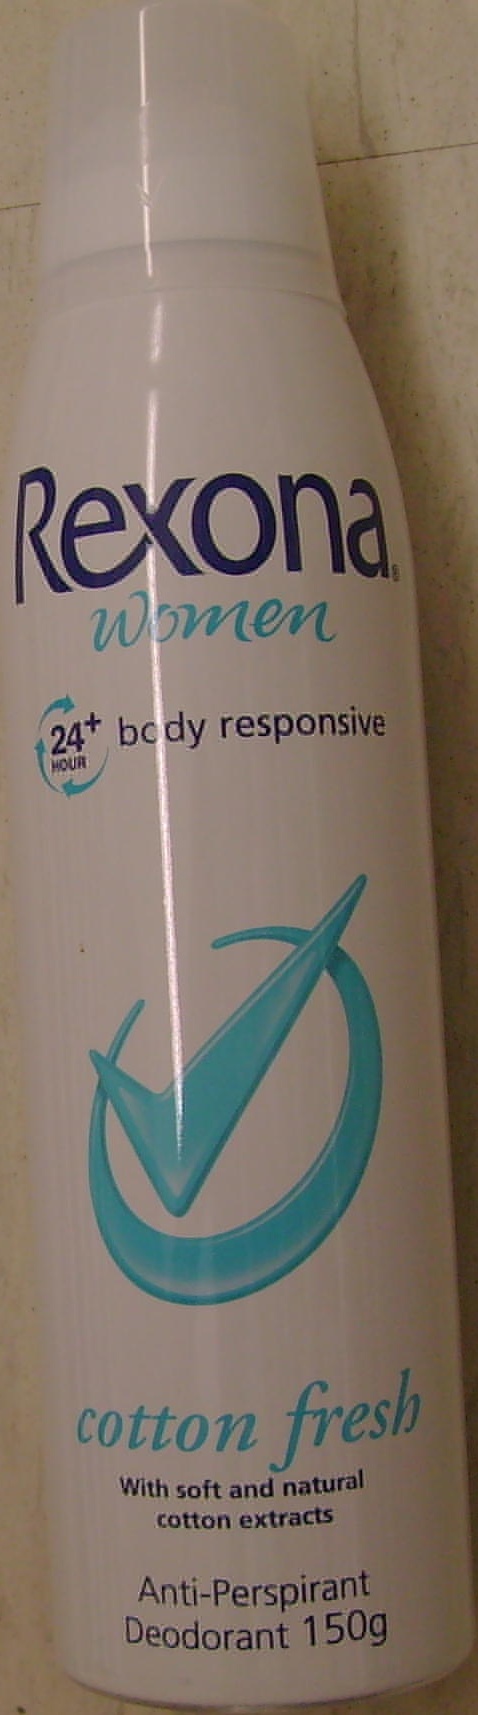 Rexona®
women
24+ HOUR body responsive
cotton fresh
With soft and natural
cotton extracts
Anti-Perspirant
Deodorant 150g